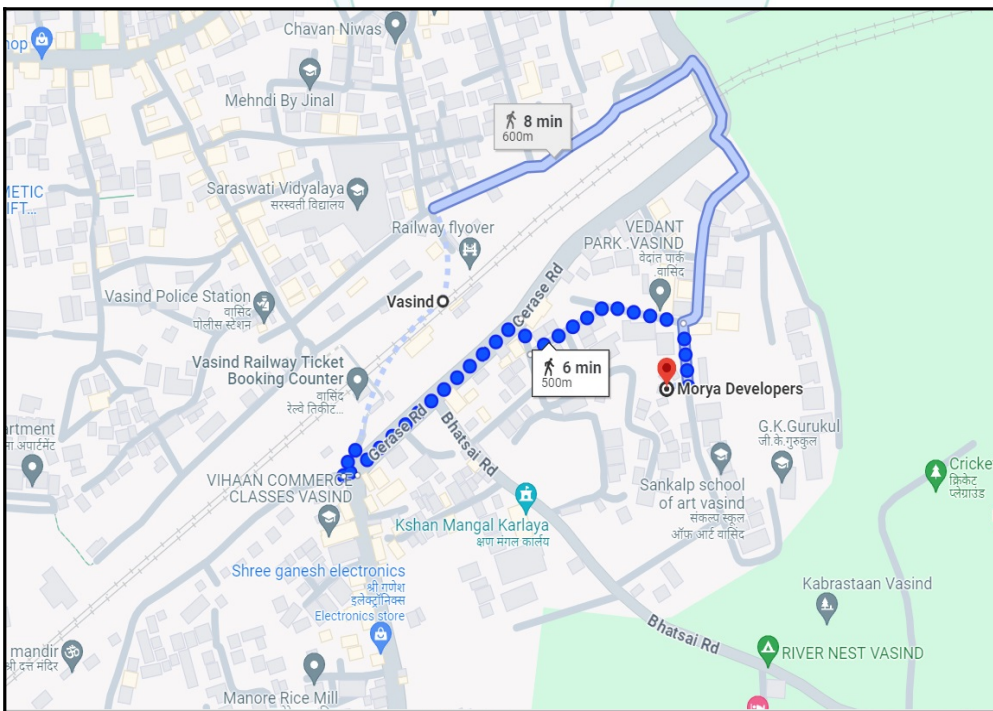 Chavan Niwas
hop
Mehndi By Jinal
8 min
600m
Saraswati Vidyalaya
सरस्वती विद्यालय
METIC
IFT...
Railway flyover
VEDANT
PARK .VASIND
वेदांत पार्क
वासिंद
Vasind Police Station
वासिंद
पोलीस स्टेशन
Vasind
Gerase Rd
Vasind Railway Ticket
Booking Counter
वासिंद
रेल्वे तिकीट...
6 min
500m
Morya Developers
Gerase Rd
Bhatsai Rd
G.K.Gurukul
जी.के.गुरुकुल
artment
मा अपार्टमेंट
VIHAAN COMMERCE
CLASSES VASIND
Sankalp school
of art vasind
संकल्प स्कूल
ऑफ आर्ट वासिंद
Cricke
क्रिकेट
प्लेग्राउंड
Kshan Mangal Karlaya
क्षण मंगल कार्लय
Shree ganesh electronics
श्री गणेश
इलेक्ट्रॉनिक्स
Electronics store
Kabrastaan Vasind
Bhatsai Rd
RIVER NEST VASIND
mandir
श्री दत्त मंदिर
Manore Rice Mill